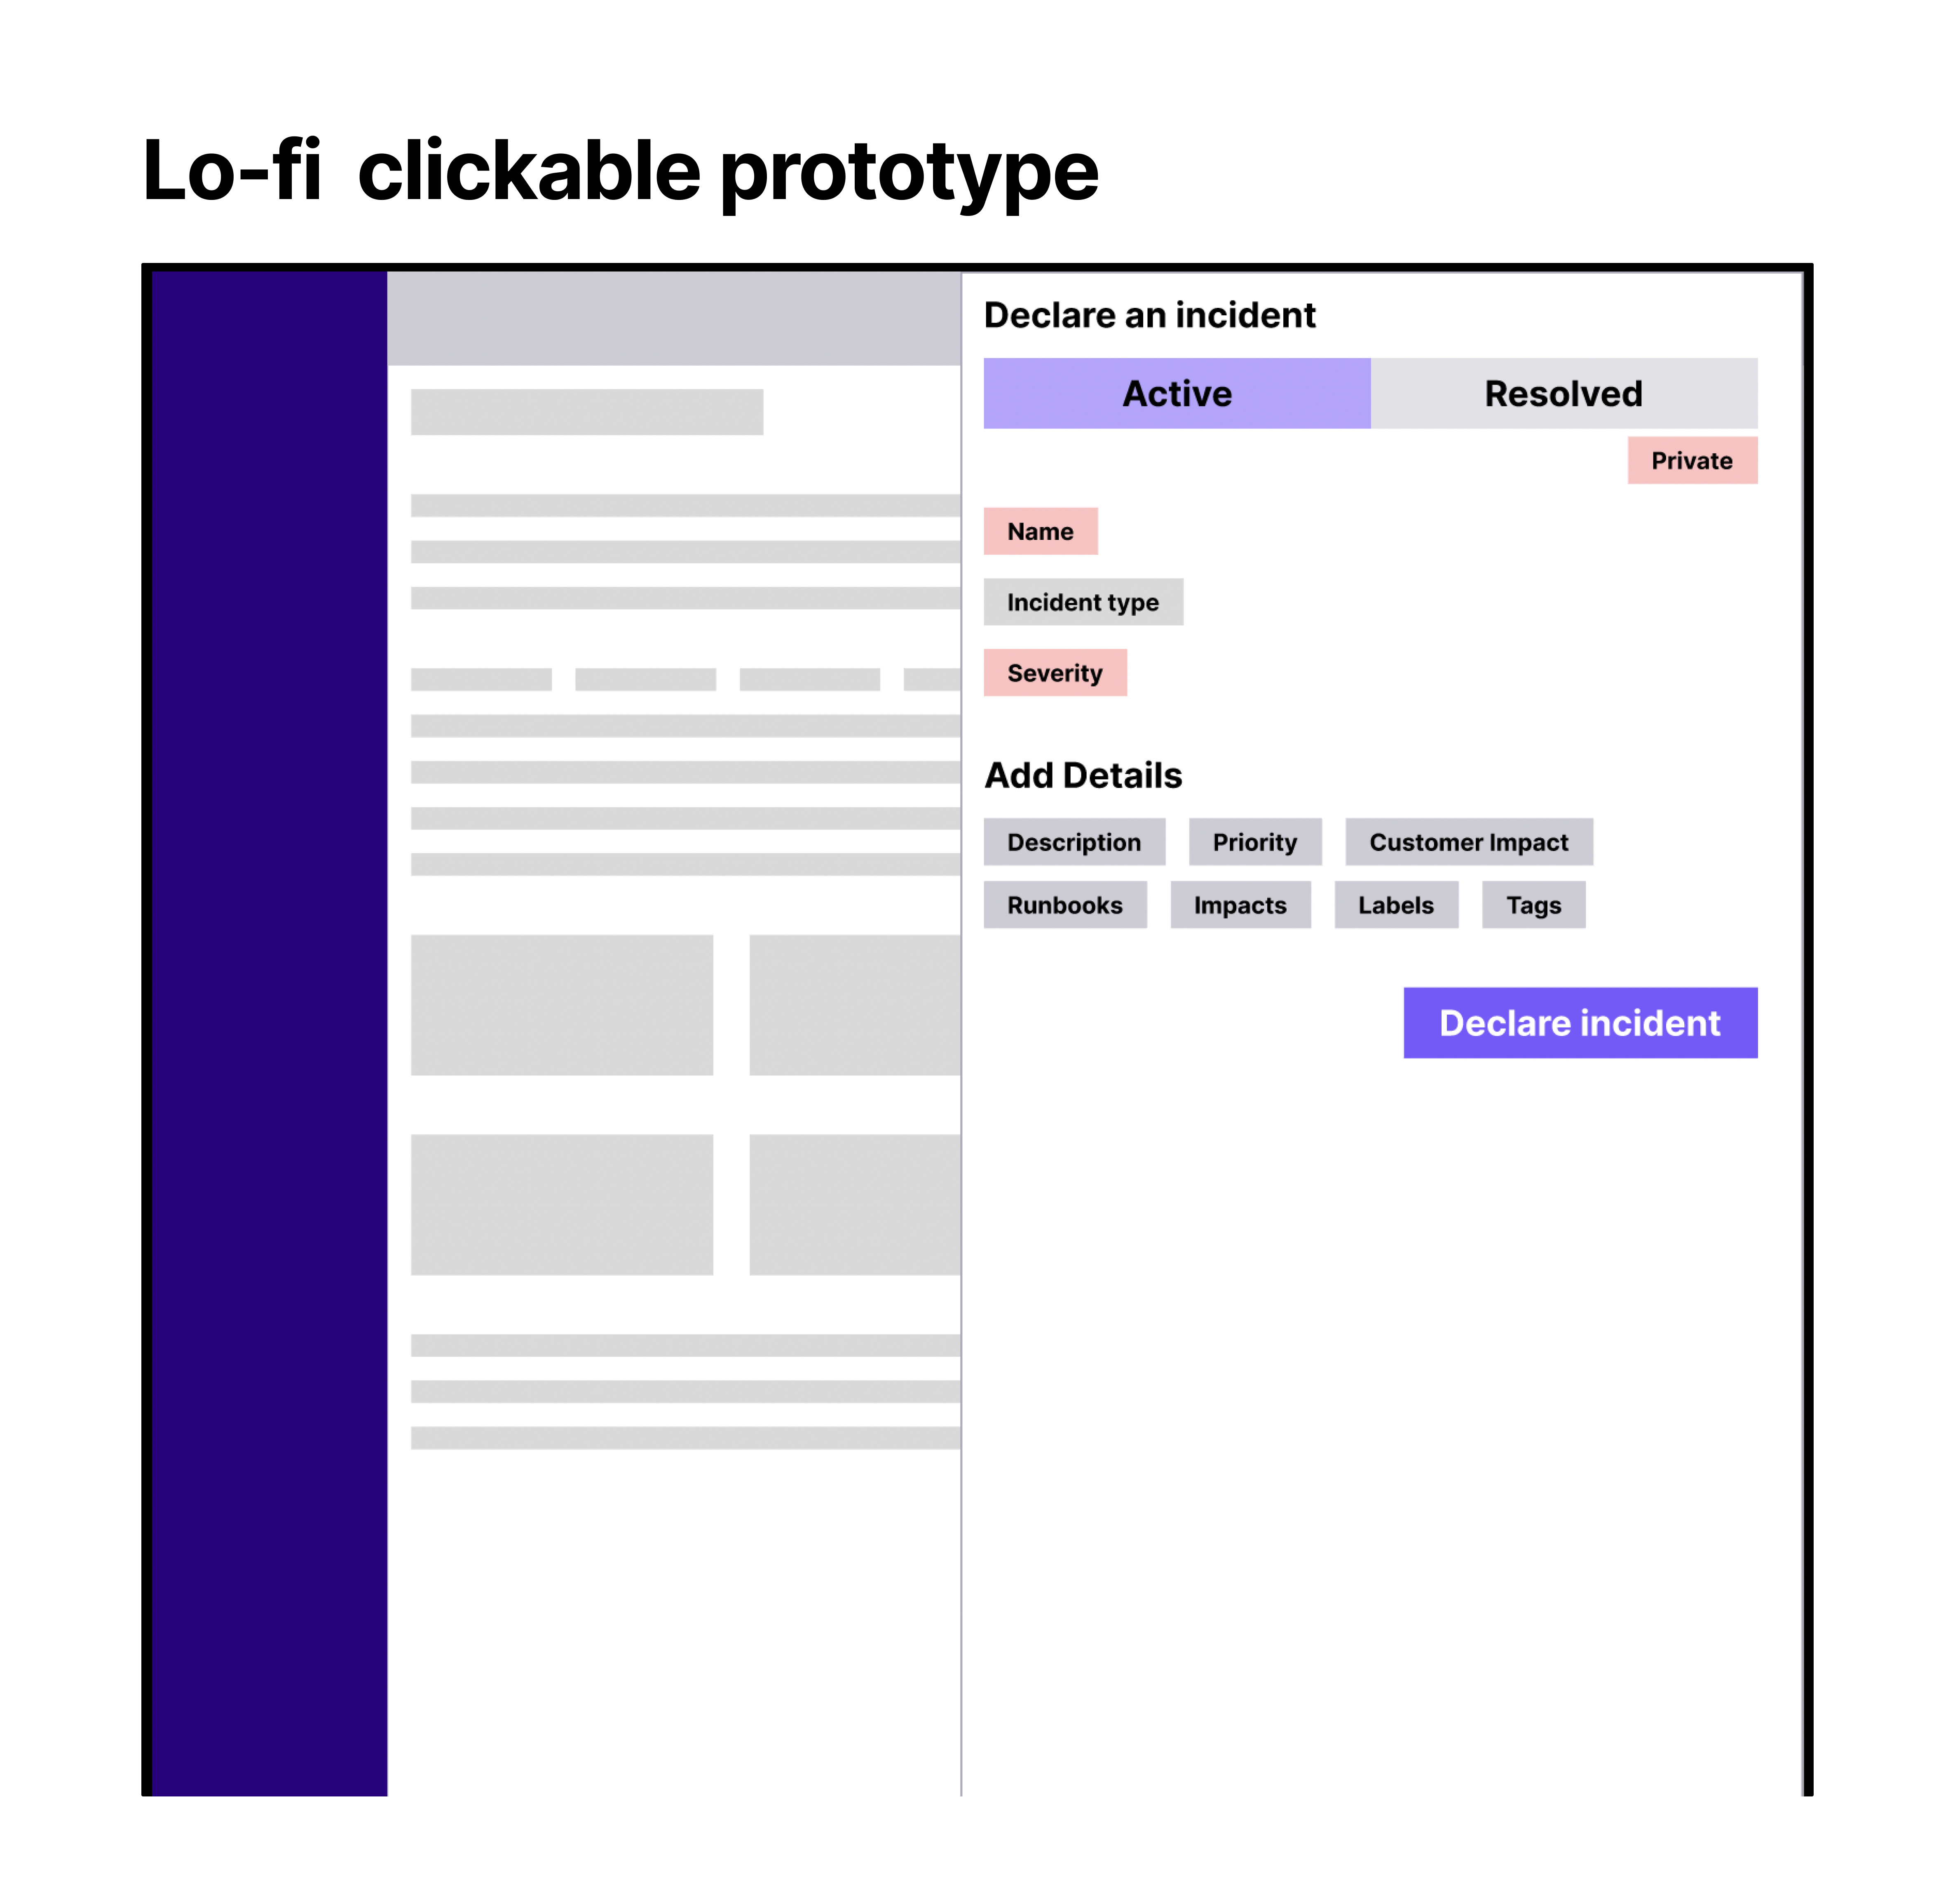 Lo-fi  clickable prototype
Declare an incident
Active Resolved
Private
Name
Incident type
Severity
Add Details
Description Priority Customer Impact
Runbooks Impacts Labels Tags
Declare incident